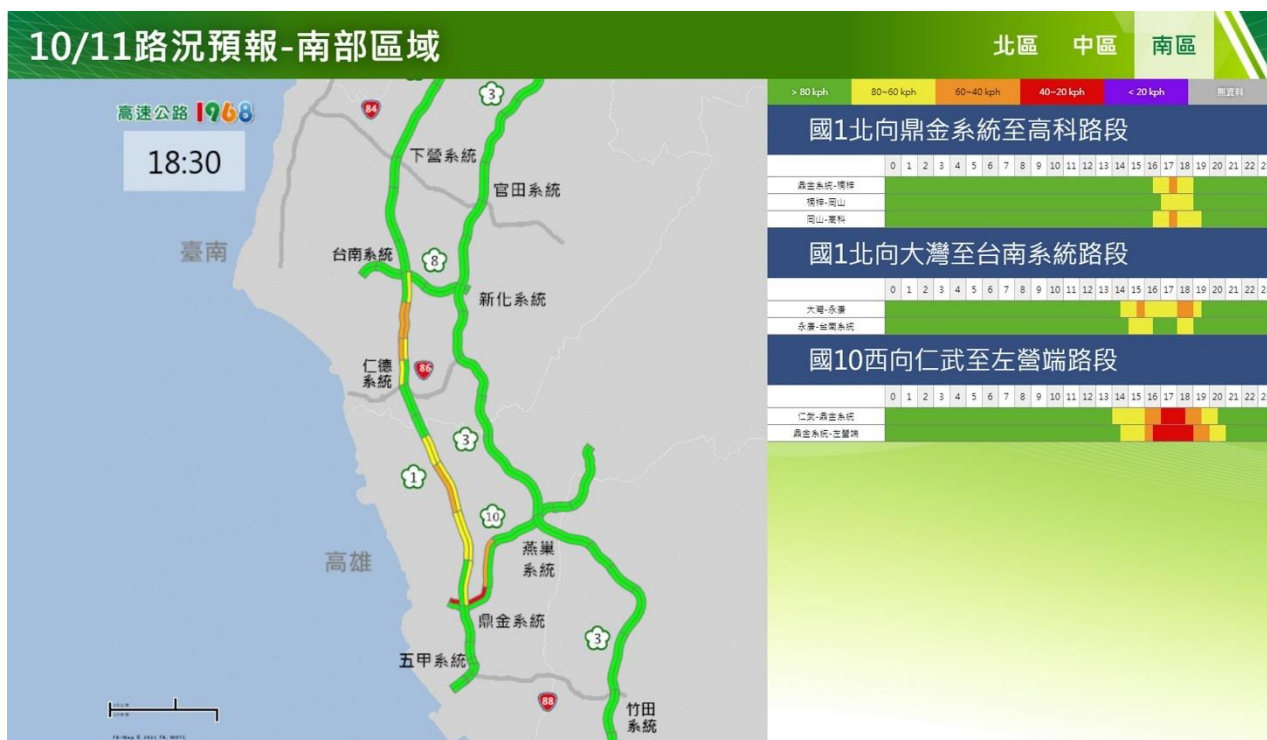 10/11路況預報-南部區域
北區 中區 南區
高速公路 1968
18:30
84
3
下營系統
官田系統
臺南
台南系統
8
新化系統
仁德
系統
86
3
1
10
燕巢
系統
高雄
鼎金系統
3
五甲系統
88
竹田
系統
> 80 kph 80~60 kph 60~40 kph 40~20 kph < 20 kph 無資料
國1北向鼎金系統至高科路段
0 1 2 3 4 5 6 7 8 9 10 11 12 13 14 15 16 17 18 19 20 21 22
鼎金系統-楠梓
楠梓-岡山
岡山-高科
國1北向大灣至台南系統路段
0 1 2 3 4 5 6 7 8 9 10 11 12 13 14 15 16 17 18 19 20 21 22
大灣-永康
永康-台南系統
國10西向仁武至左營端路段
0 1 2 3 4 5 6 7 8 9 10 11 12 13 14 15 16 17 18 19 20 21 22
仁武-鼎金系統
鼎金系統-左營端